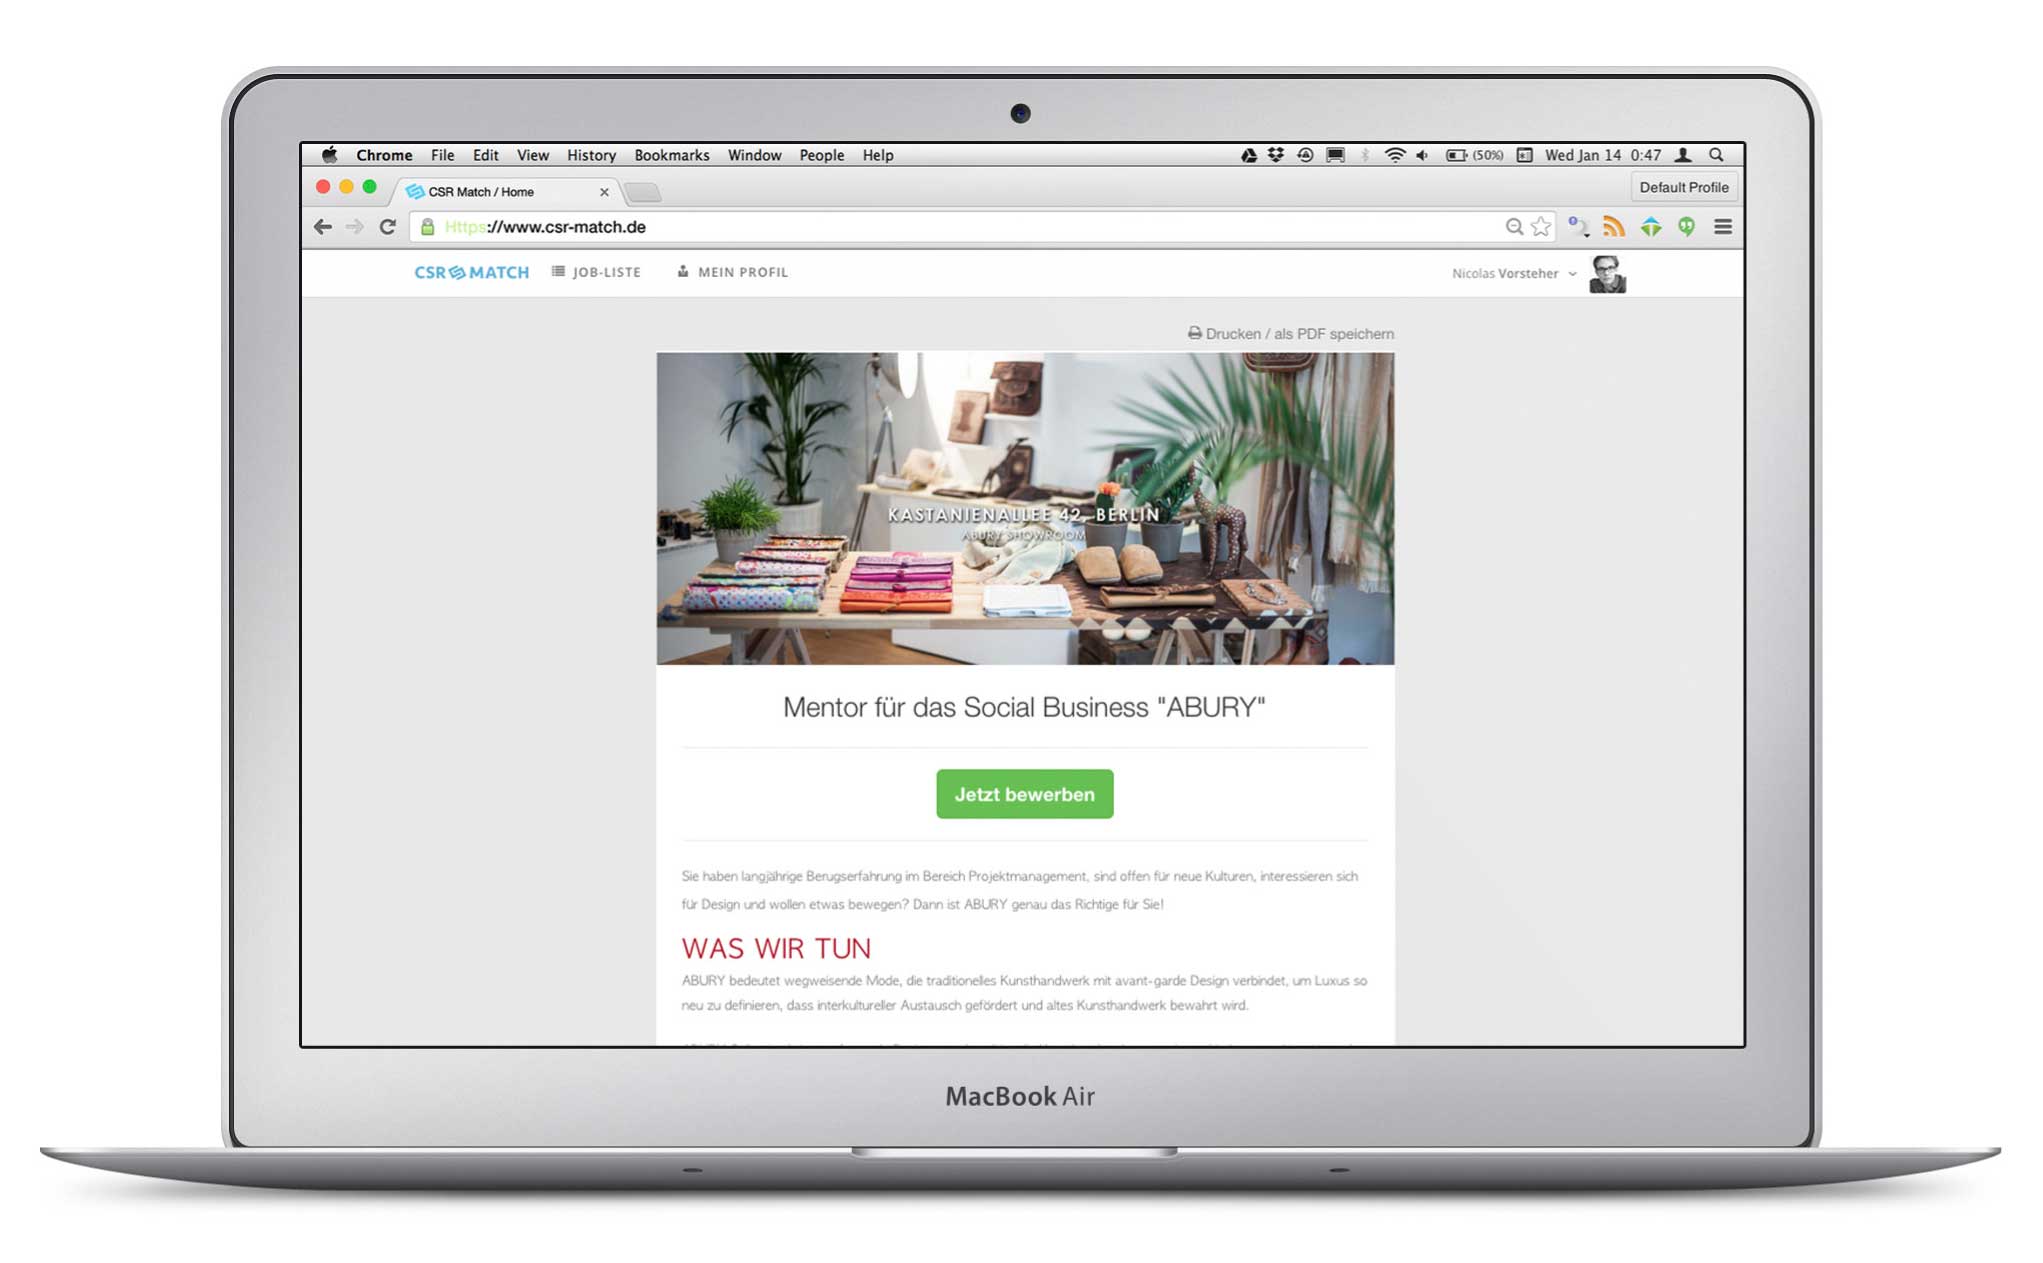 Chrome File Edit View History Bookmarks Window People Help (50%) Wed Jan 14 0:47
CSR Match / Home Default Profile
Https://www.csr-match.de
CSR MATCH JOB-LISTE MEIN PROFIL Nicolas Vorsteher
Drucken / als PDF speichern
KASTANIENALLEE 42, BERLIN
ABURY SHOWROOM
Mentor für das Social Business "ABURY"
Jetzt bewerben
Sie haben langjährige Berugserfahrung im Bereich Projektmanagement, sind offen für neue Kulturen, interessieren sich
für Design und wollen etwas bewegen? Dann ist ABURY genau das Richtige für Sie!
WAS WIR TUN
ABURY bedeutet wegweisende Mode, die traditionelles Kunsthandwerk mit avant-garde Design verbindet, um Luxus so
neu zu definieren, dass interkultureller Austausch gefördert und altes Kunsthandwerk bewahrt wird.
MacBook Air